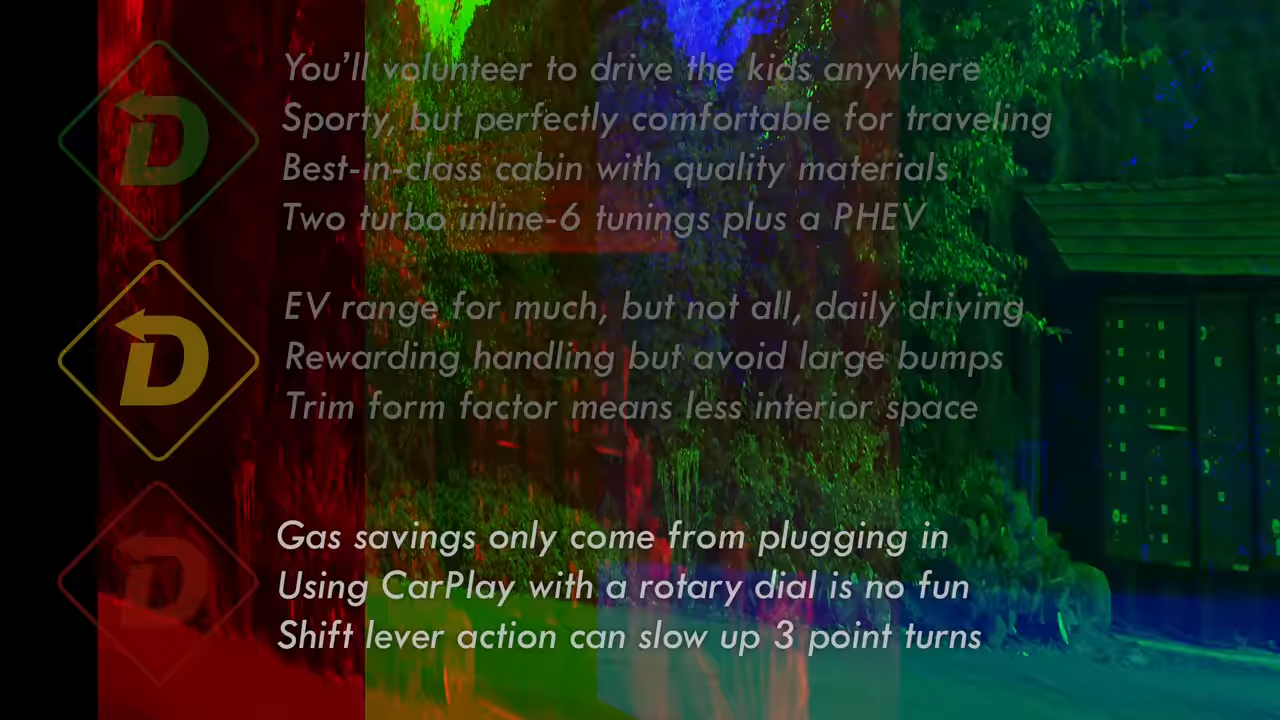 You'll volunteer to drive the kids anywhere
Sporty, but perfectly comfortable for traveling
Best-in-class cabin with quality materials
Two turbo inline-6 tunings plus a PHEV
D
EV range for much, but not all, daily driving
Rewarding handling but avoid large bumps
Trim form factor means less interior space
D
Gas savings only come from plugging in
Using CarPlay with a rotary dial is no fun
Shift lever action can slow up 3 point turns
D